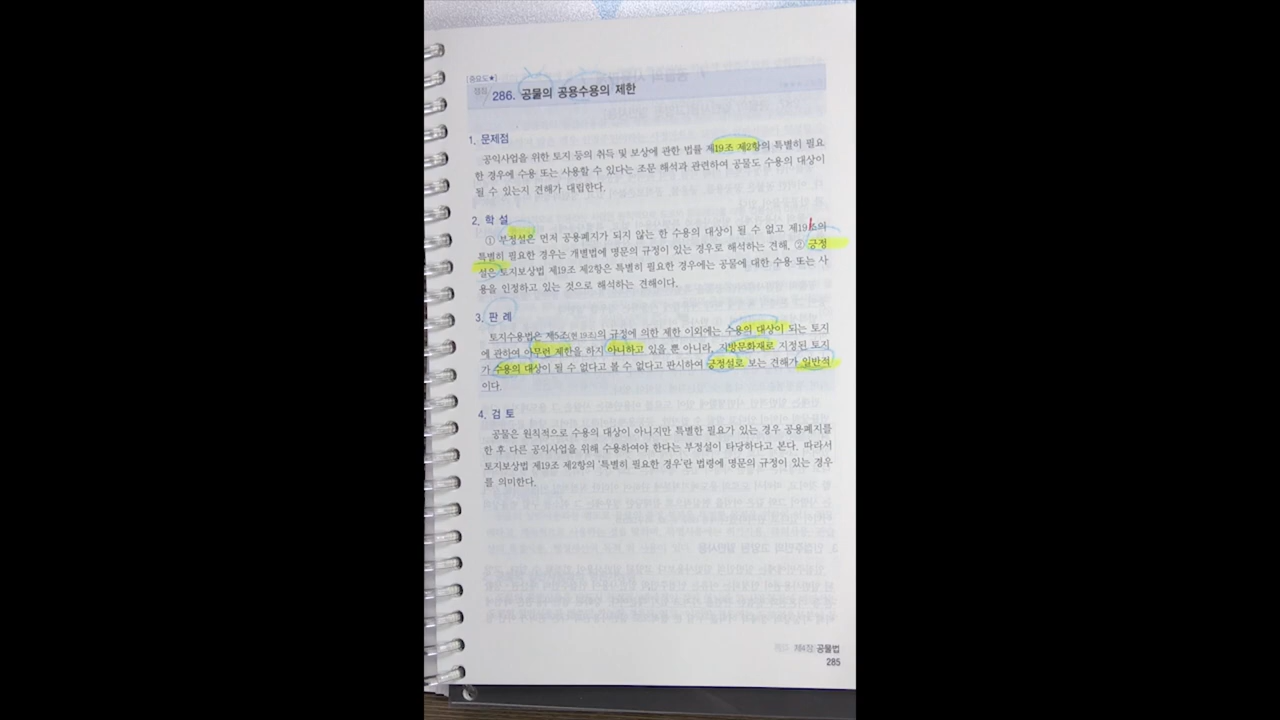 [중요도◆]
쟁점 286. 공물의 공용수용의 제한
1. 문제점
공익사업을 위한 토지 등의 취득 및 보상에 관한 법률 제19조 제2항의 특별히 필요
한 경우에 수용 또는 사용할 수 있다는 조문 해석과 관련하여 공물도 수용의 대상이
될 수 있는지 견해가 대립한다.
2. 학 설
① 부정설은 먼저 공용폐지가 되지 않는 한 수용의 대상이 될 수 없고 제19조의
특별히 필요한 경우는 개별법에 명문의 규정이 있는 경우로 해석하는 견해, ② 긍정
설은 토지보상법 제19조 제2항은 특별히 필요한 경우에는 공물에 대한 수용 또는 사
용을 인정하고 있는 것으로 해석하는 견해이다.
3. 판 례
토지수용법은 제5조(현 19조)의 규정에 의한 제한 이외에는 수용의 대상이 되는 토지
에 관하여 아무런 제한을 하지 아니하고 있을 뿐 아니라, 지방문화재로 지정된 토지
가 수용의 대상이 될 수 없다고 볼 수 없다고 판시하여 긍정설로 보는 견해가 일반적
이다.
4. 검 토
공물은 원칙적으로 수용의 대상이 아니지만 특별한 필요가 있는 경우 공용폐지를
한 후 다른 공익사업을 위해 수용하여야 한다는 부정설이 타당하다고 본다. 따라서
토지보상법 제19조 제2항의 '특별히 필요한 경우'란 법령에 명문의 규정이 있는 경우
를 의미한다.
제4장 공물법
285